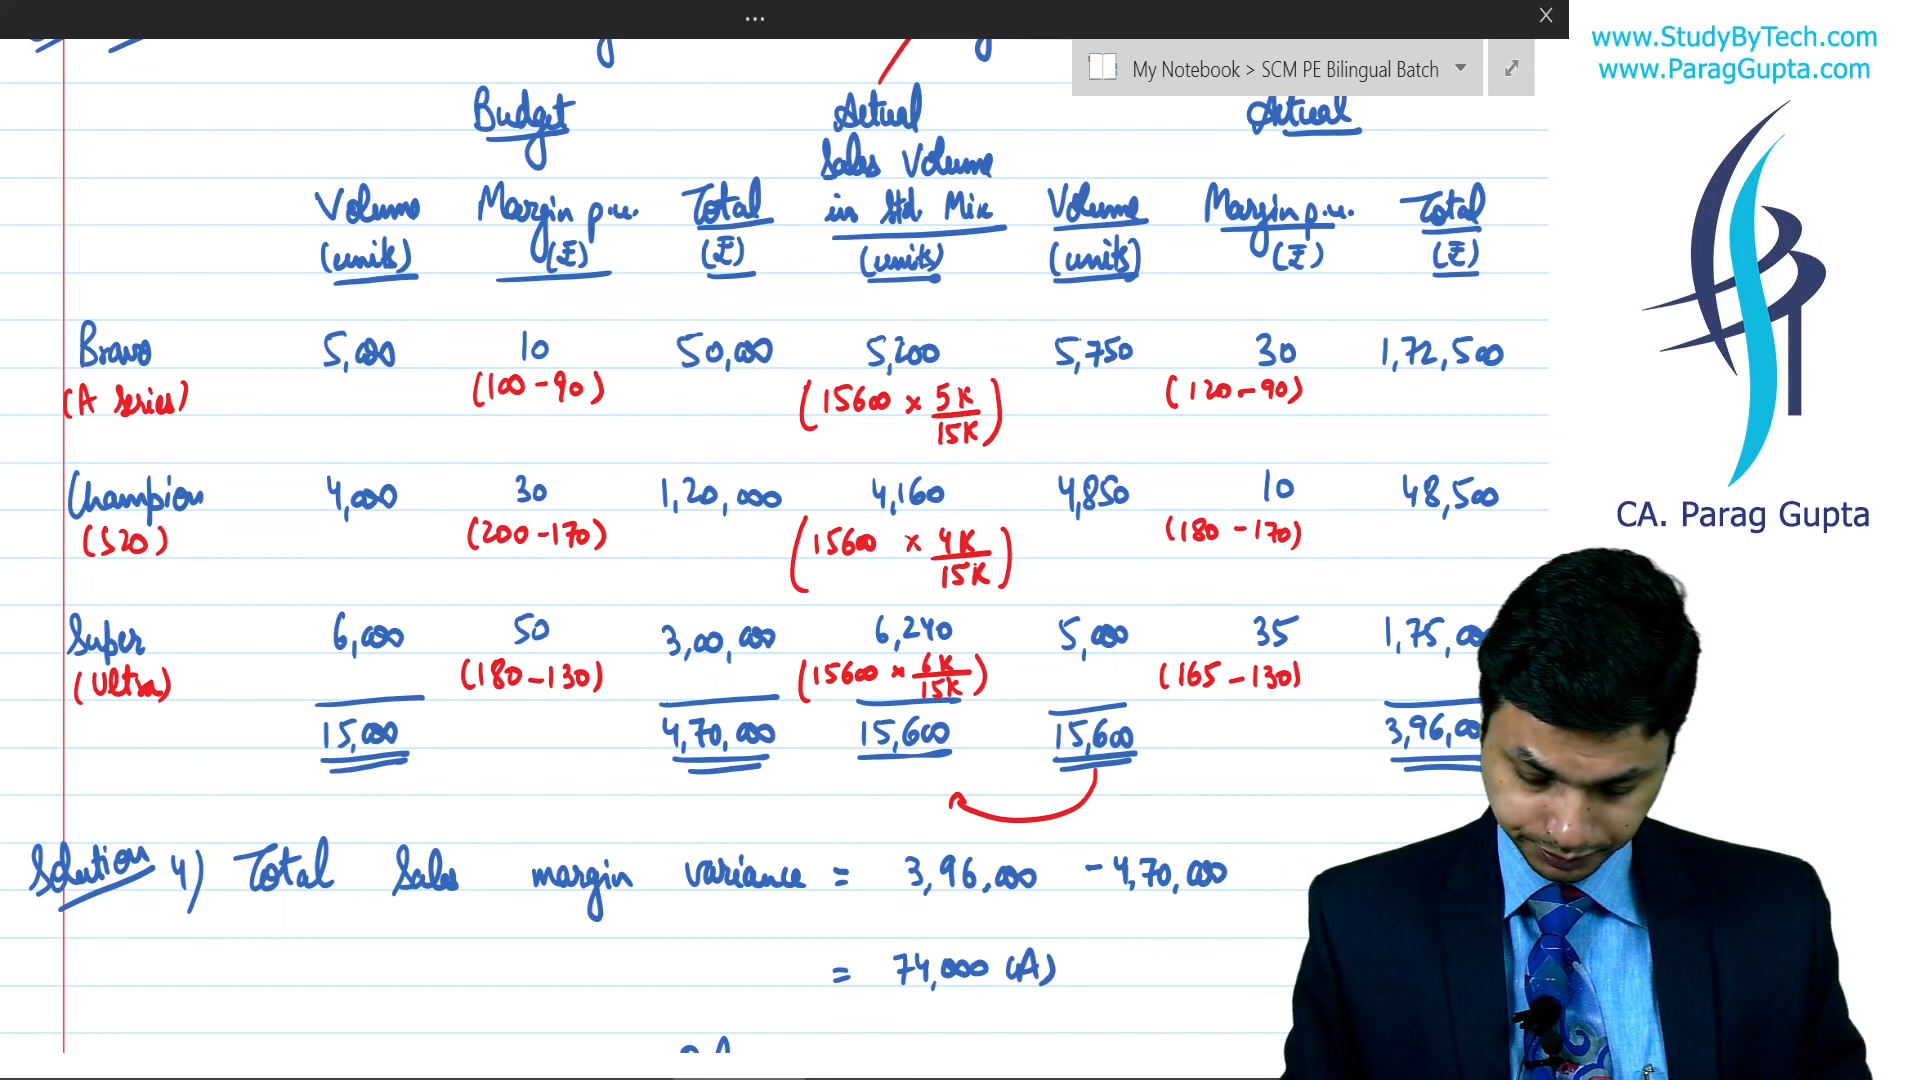 ...
X
www.StudyByTech.com
www.ParagGupta.com
My Notebook > SCM PE Bilingual Batch
Budget Actual Actual
Sales Volume
Volume Margin p.u. Total in Std. Mix Volume Margin p.u. Total
(units) (₹) (₹) (units) (units) (₹) (₹)
Bravo 5,000 10 50,000 5,200 5,750 30 1,72,500
(A Series) (100-90) (15600 × 5K/15K) (120-90)
Champion 4,000 30 1,20,000 4,160 4,850 10 48,500
(S20) (200-170) (15600 × 4K/15K) (180-170)
Super 6,000 50 3,00,000 6,240 5,000 35 1,75,00
(Ultra) (180-130) (15600 × 6K/15K) (165-130)
15,000 4,70,000 15,600 15,600 3,96,00
Solution 4) Total Sales margin variance = 3,96,000 - 4,70,000
= 74,000 (A)
CA. Parag Gupta